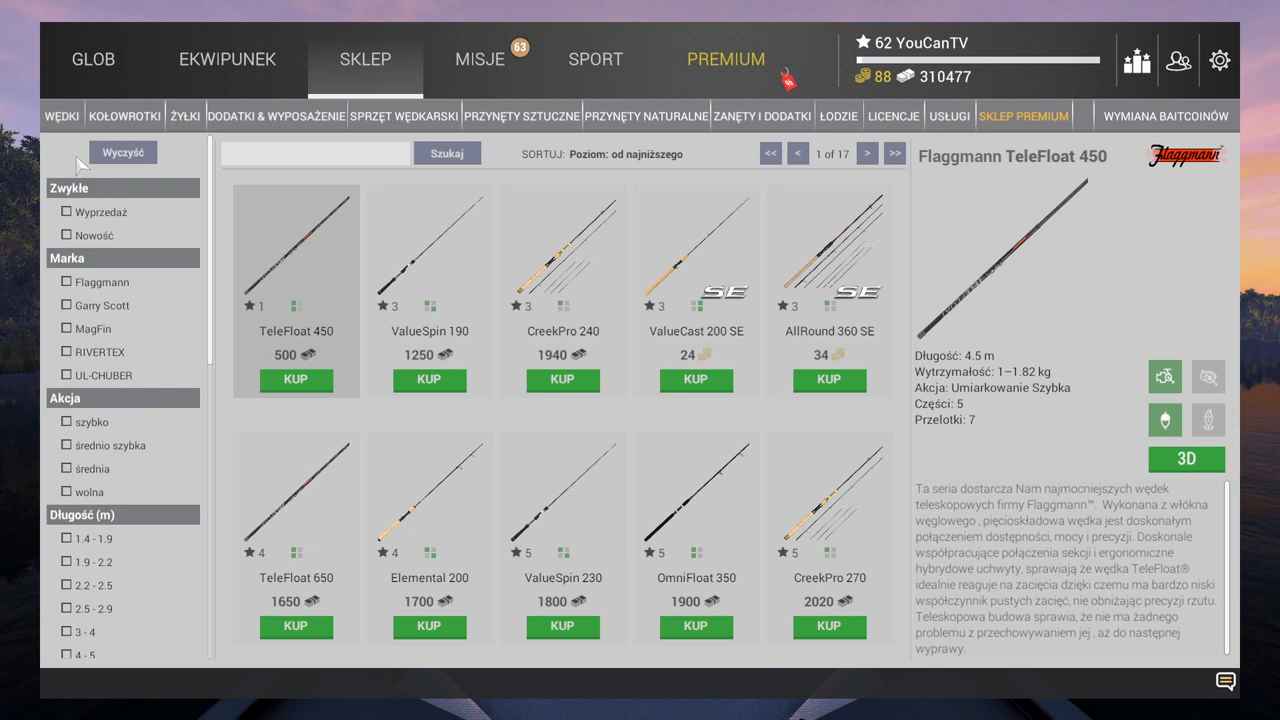 GLOB
EKWIPUNEK
SKLEP
MISJE
63
SPORT
PREMIUM
%
62 YouCanTV
88
310477
WĘDKI
KOŁOWROTKI
ŻYŁKI
DODATKI & WYPOSAŻENIE
SPRZĘT WĘDKARSKI
PRZYNĘTY SZTUCZNE
PRZYNĘTY NATURALNE
ZANĘTY I DODATKI
ŁODZIE
LICENCJE
USŁUGI
SKLEP PREMIUM
WYMIANA BAITCOINÓW
Wyczyść
Zwykłe
Wyprzedaż
Nowość
Marka
Flaggmann
Garry Scott
MagFin
RIVERTEX
UL-CHUBER
Akcja
szybko
średnio szybka
średnia
wolna
Długość (m)
1.4 - 1.9
1.9 - 2.2
2.2 - 2.5
2.5 - 2.9
3 - 4
4 - 5
Szukaj
SORTUJ: Poziom: od najniższego
<< < 1 of 17 > >>
1
TeleFloat 450
500
KUP
3
ValueSpin 190
1250
KUP
3
CreekPro 240
1940
KUP
SE
3
ValueCast 200 SE
24
KUP
SE
3
AllRound 360 SE
34
KUP
4
TeleFloat 650
1650
KUP
4
Elemental 200
1700
KUP
5
ValueSpin 230
1800
KUP
5
OmniFloat 350
1900
KUP
5
CreekPro 270
2020
KUP
Flaggmann TeleFloat 450
Flaggmann
Długość: 4.5 m
Wytrzymałość: 1–1.82 kg
Akcja: Umiarkowanie Szybka
Części: 5
Przelotki: 7
3D
Ta seria dostarcza Nam najmocniejszych wędek
teleskopowych firmy Flaggmann™. Wykonana z włókna
węglowego , pięcioskładowa wędka jest doskonałym
połączeniem dostępności, mocy i precyzji. Doskonale
współpracujące połączenia sekcji i ergonomiczne
hybrydowe uchwyty, sprawiają że wędka TeleFloat®
idealnie reaguje na zacięcia dzięki czemu ma bardzo niski
współczynnik pustych zacięć, nie obniżając precyzji rzutu.
Teleskopowa budowa sprawia, że nie ma żadnego
problemu z przechowywaniem jej , aż do następnej
wyprawy.